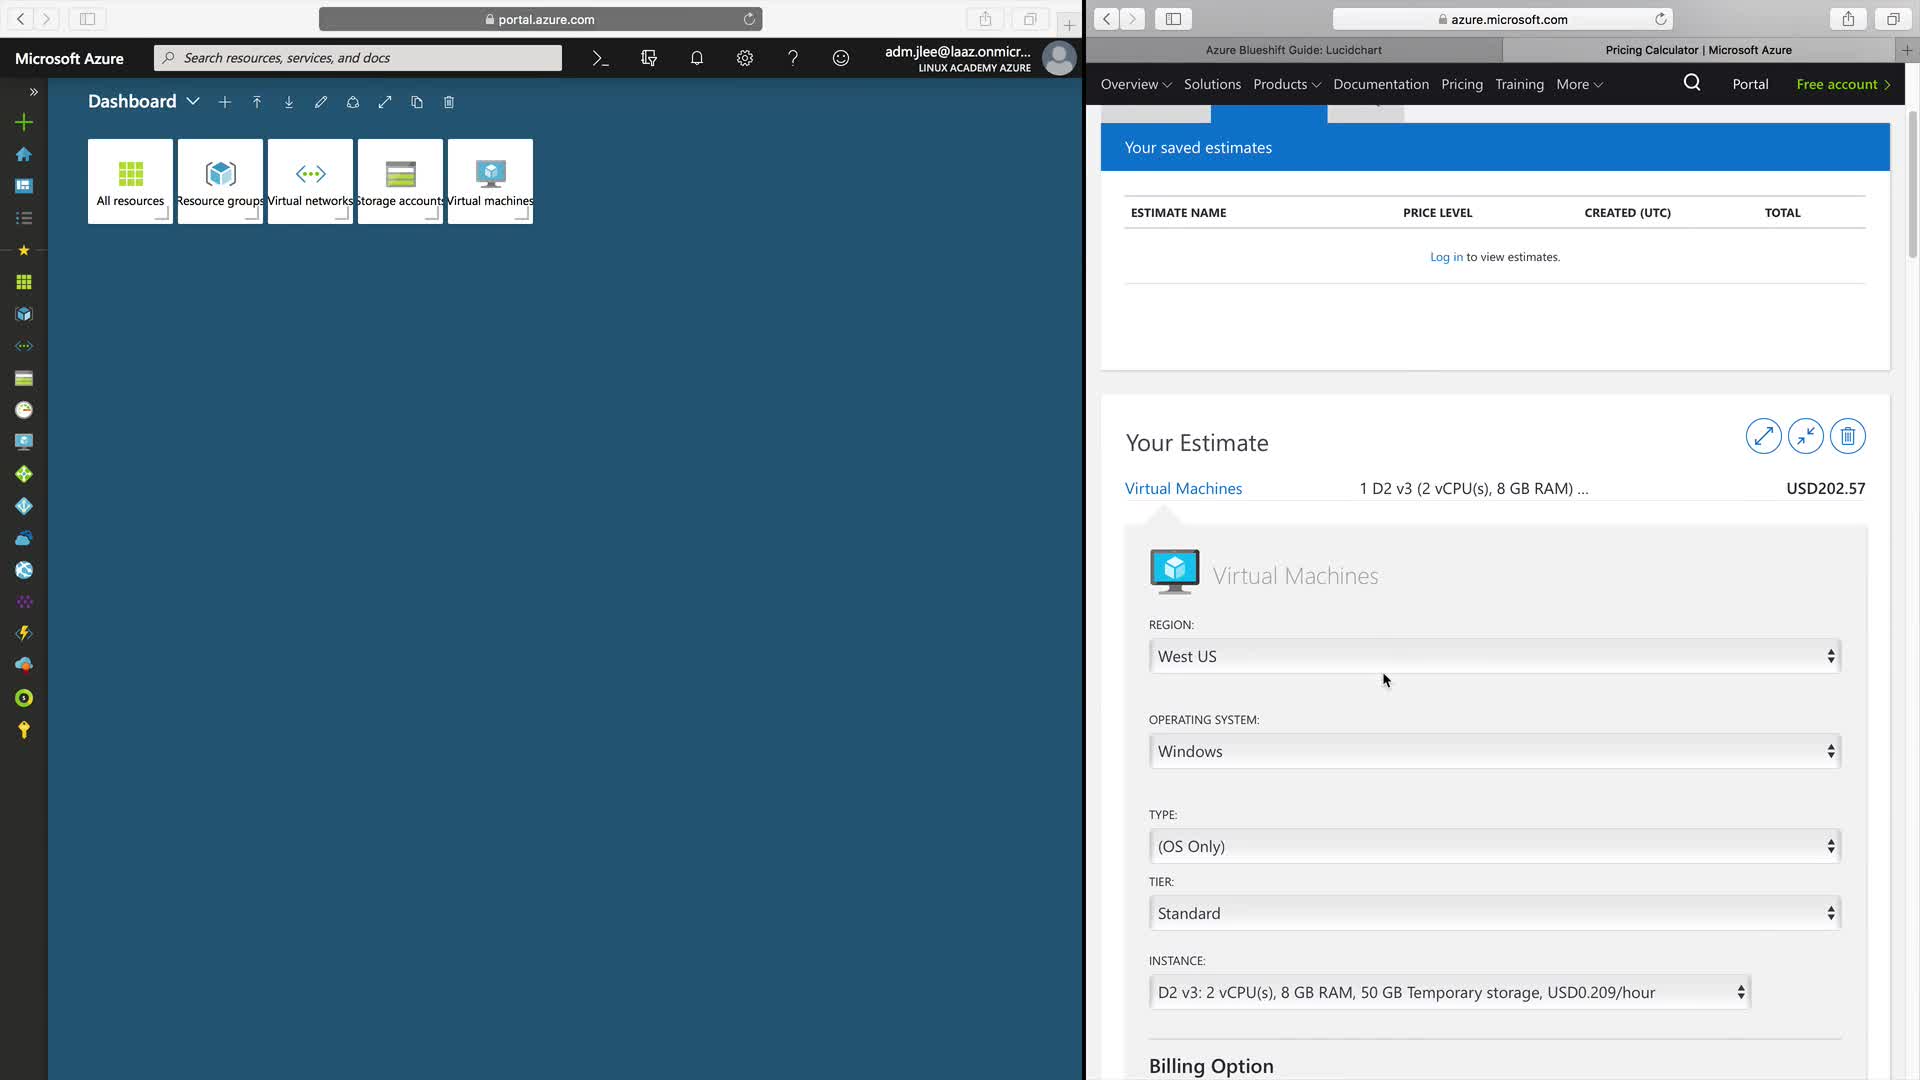 portal.azure.com
Microsoft Azure
Search resources, services, and docs
adm.jlee@laaz.onmicr...
LINUX ACADEMY AZURE
Dashboard
All resources
Resource groups
Virtual networks
Storage accounts
Virtual machines
azure.microsoft.com
Azure Blueshift Guide: Lucidchart
Pricing Calculator | Microsoft Azure
Overview Solutions Products Documentation Pricing Training More Portal Free account
Your saved estimates
ESTIMATE NAME PRICE LEVEL CREATED (UTC) TOTAL
Log in to view estimates.
Your Estimate
Virtual Machines 1 D2 v3 (2 vCPU(s), 8 GB RAM) ... USD202.57
Virtual Machines
REGION:
West US
OPERATING SYSTEM:
Windows
TYPE:
(OS Only)
TIER:
Standard
INSTANCE:
D2 v3: 2 vCPU(s), 8 GB RAM, 50 GB Temporary storage, USD0.209/hour
Billing Option